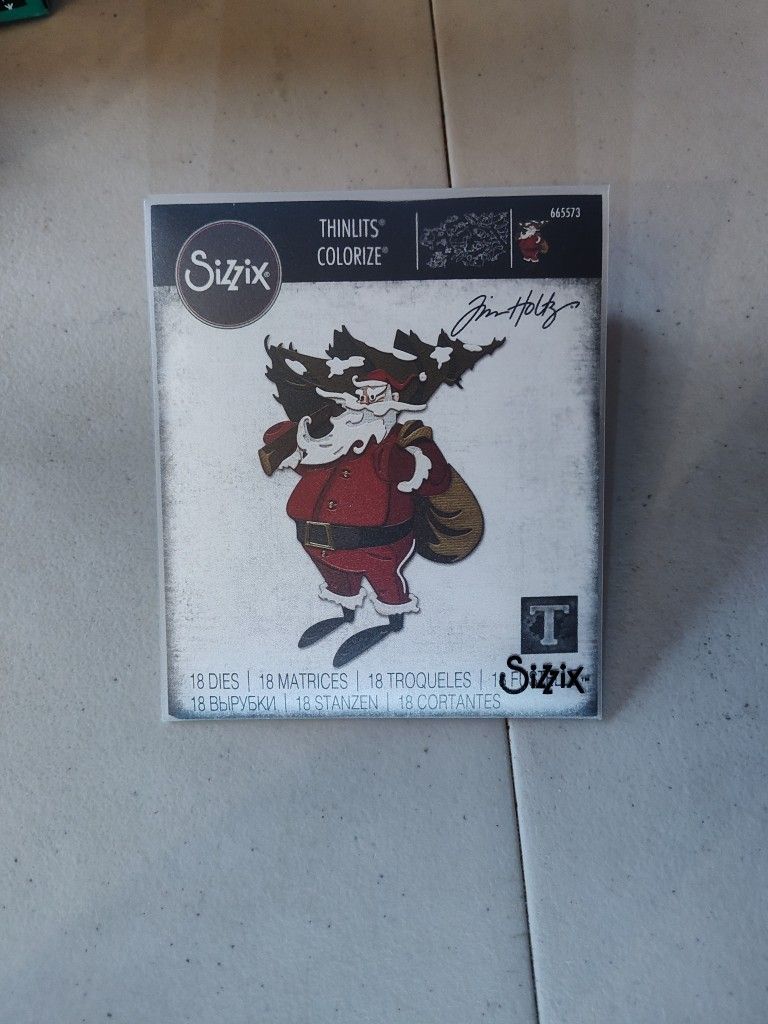 665573
THINLITS®
COLORIZE®
Sizzix®
Tim Holtz
T
18 DIES | 18 MATRICES | 18 TROQUELES | 
Sizzix
18 ВЫРУБКИ | 18 STANZEN | 18 CORTANTES